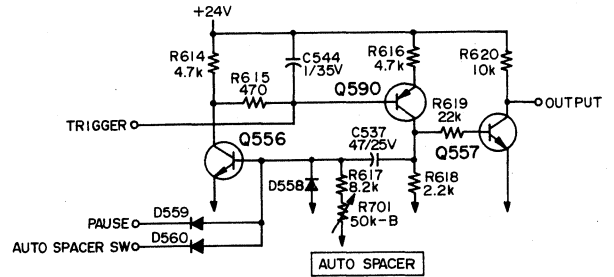 +24V
R614
4.7k
C544
1/35V
R616
4.7k
R620
10k
R615
470
Q590
OUTPUT
R619
22k
TRIGGER
Q556
C537
47/25V
Q557
D558
R617
8.2k
R618
2.2k
R701
50k-B
D559
PAUSE
D560
AUTO SPACER SW
AUTO SPACER